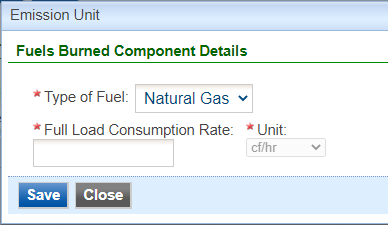 Emission Unit
Fuels Burned Component Details
* Type of Fuel: Natural Gas
* Full Load Consumption Rate: * Unit:
cf/hr
Save Close